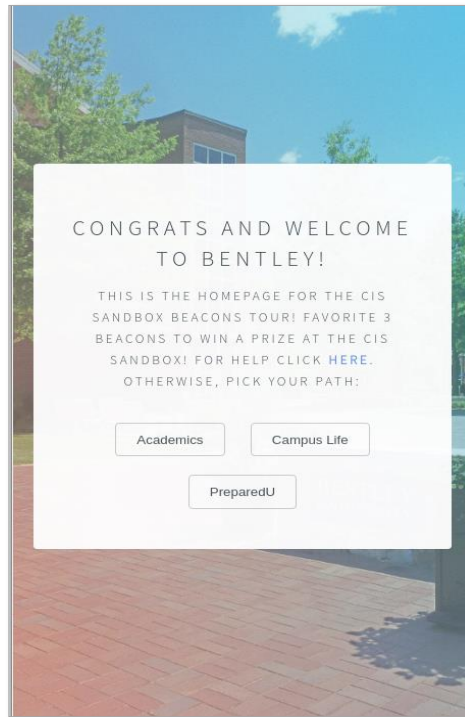 CONGRATS AND WELCOME
TO BENTLEY!
THIS IS THE HOMEPAGE FOR THE CIS
SANDBOX BEACONS TOUR! FAVORITE 3
BEACONS TO WIN A PRIZE AT THE CIS
SANDBOX! FOR HELP CLICK HERE.
OTHERWISE, PICK YOUR PATH:
Academics Campus Life
PreparedU